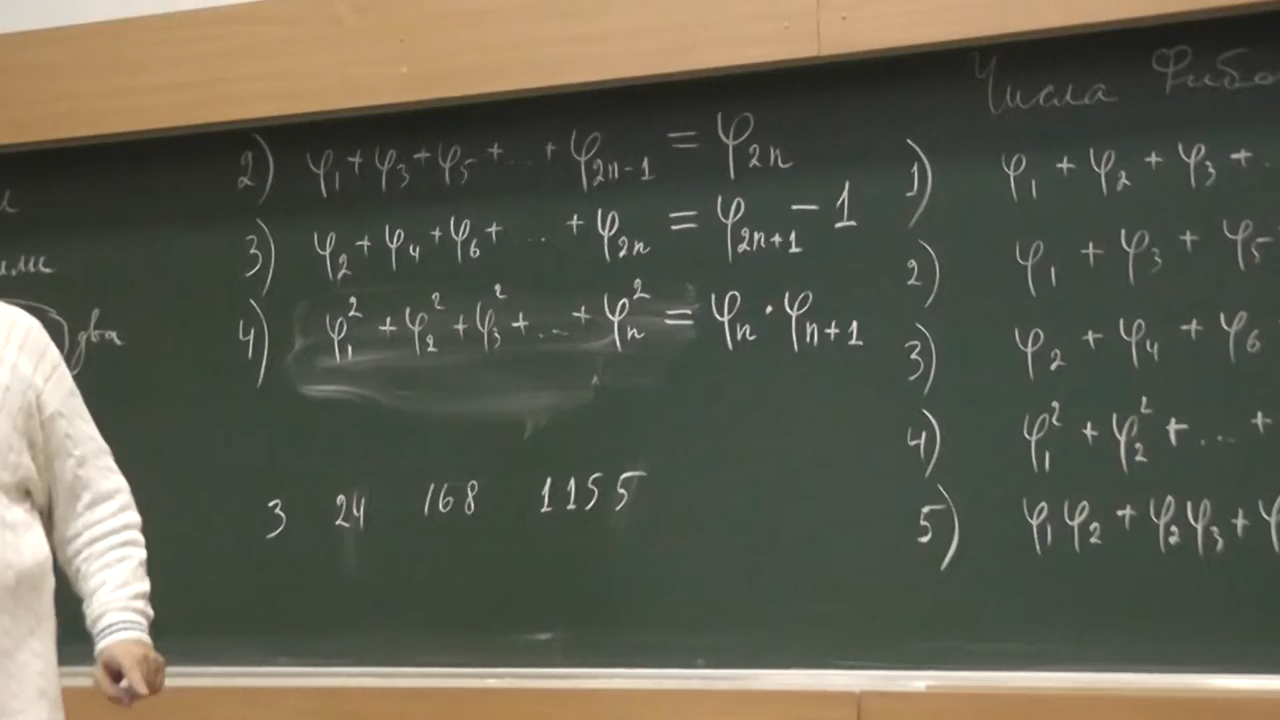 два
2) φ₁+φ₃+φ₅+...+φ₂ₙ₋₁ = φ₂ₙ
3) φ₂+φ₄+φ₆+...+φ₂ₙ = φ₂ₙ₊₁ − 1
4) φ₁²+φ₂²+φ₃²+...+φₙ² = φₙ·φₙ₊₁
3 24 168 1155
Числа
1) φ₁ + φ₂ + φ₃ + .
2) φ₁ + φ₃ + φ₅
3) φ₂ + φ₄ + φ₆
4) φ₁² + φ₂² + ... +
5) φ₁φ₂ + φ₂φ₃ +